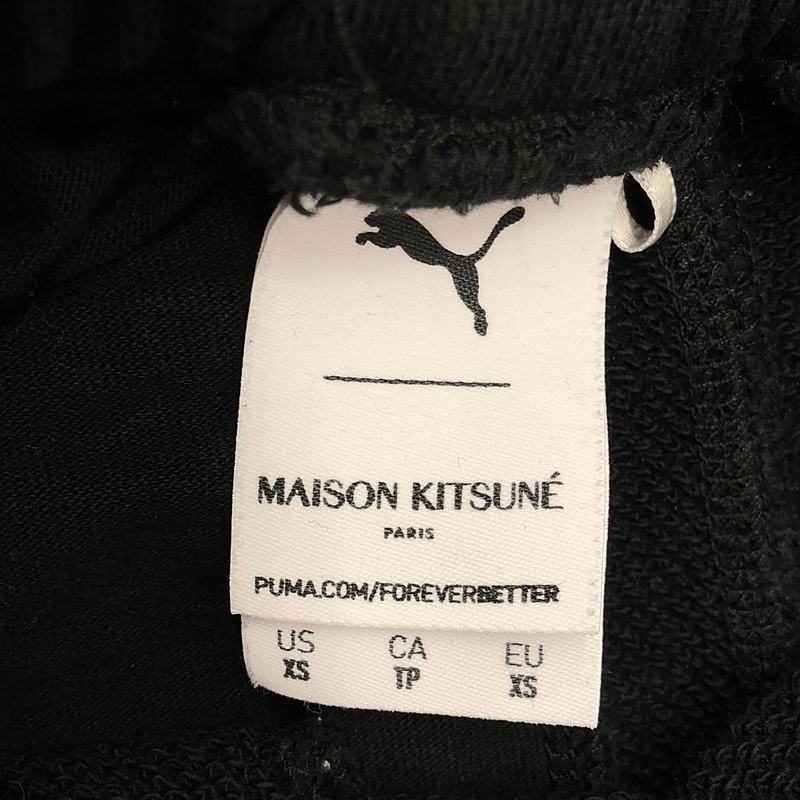 MAISON KITSUNÉ
PARIS
PUMA.COM/FOREVERBETTER
US CA EU
XS TP XS